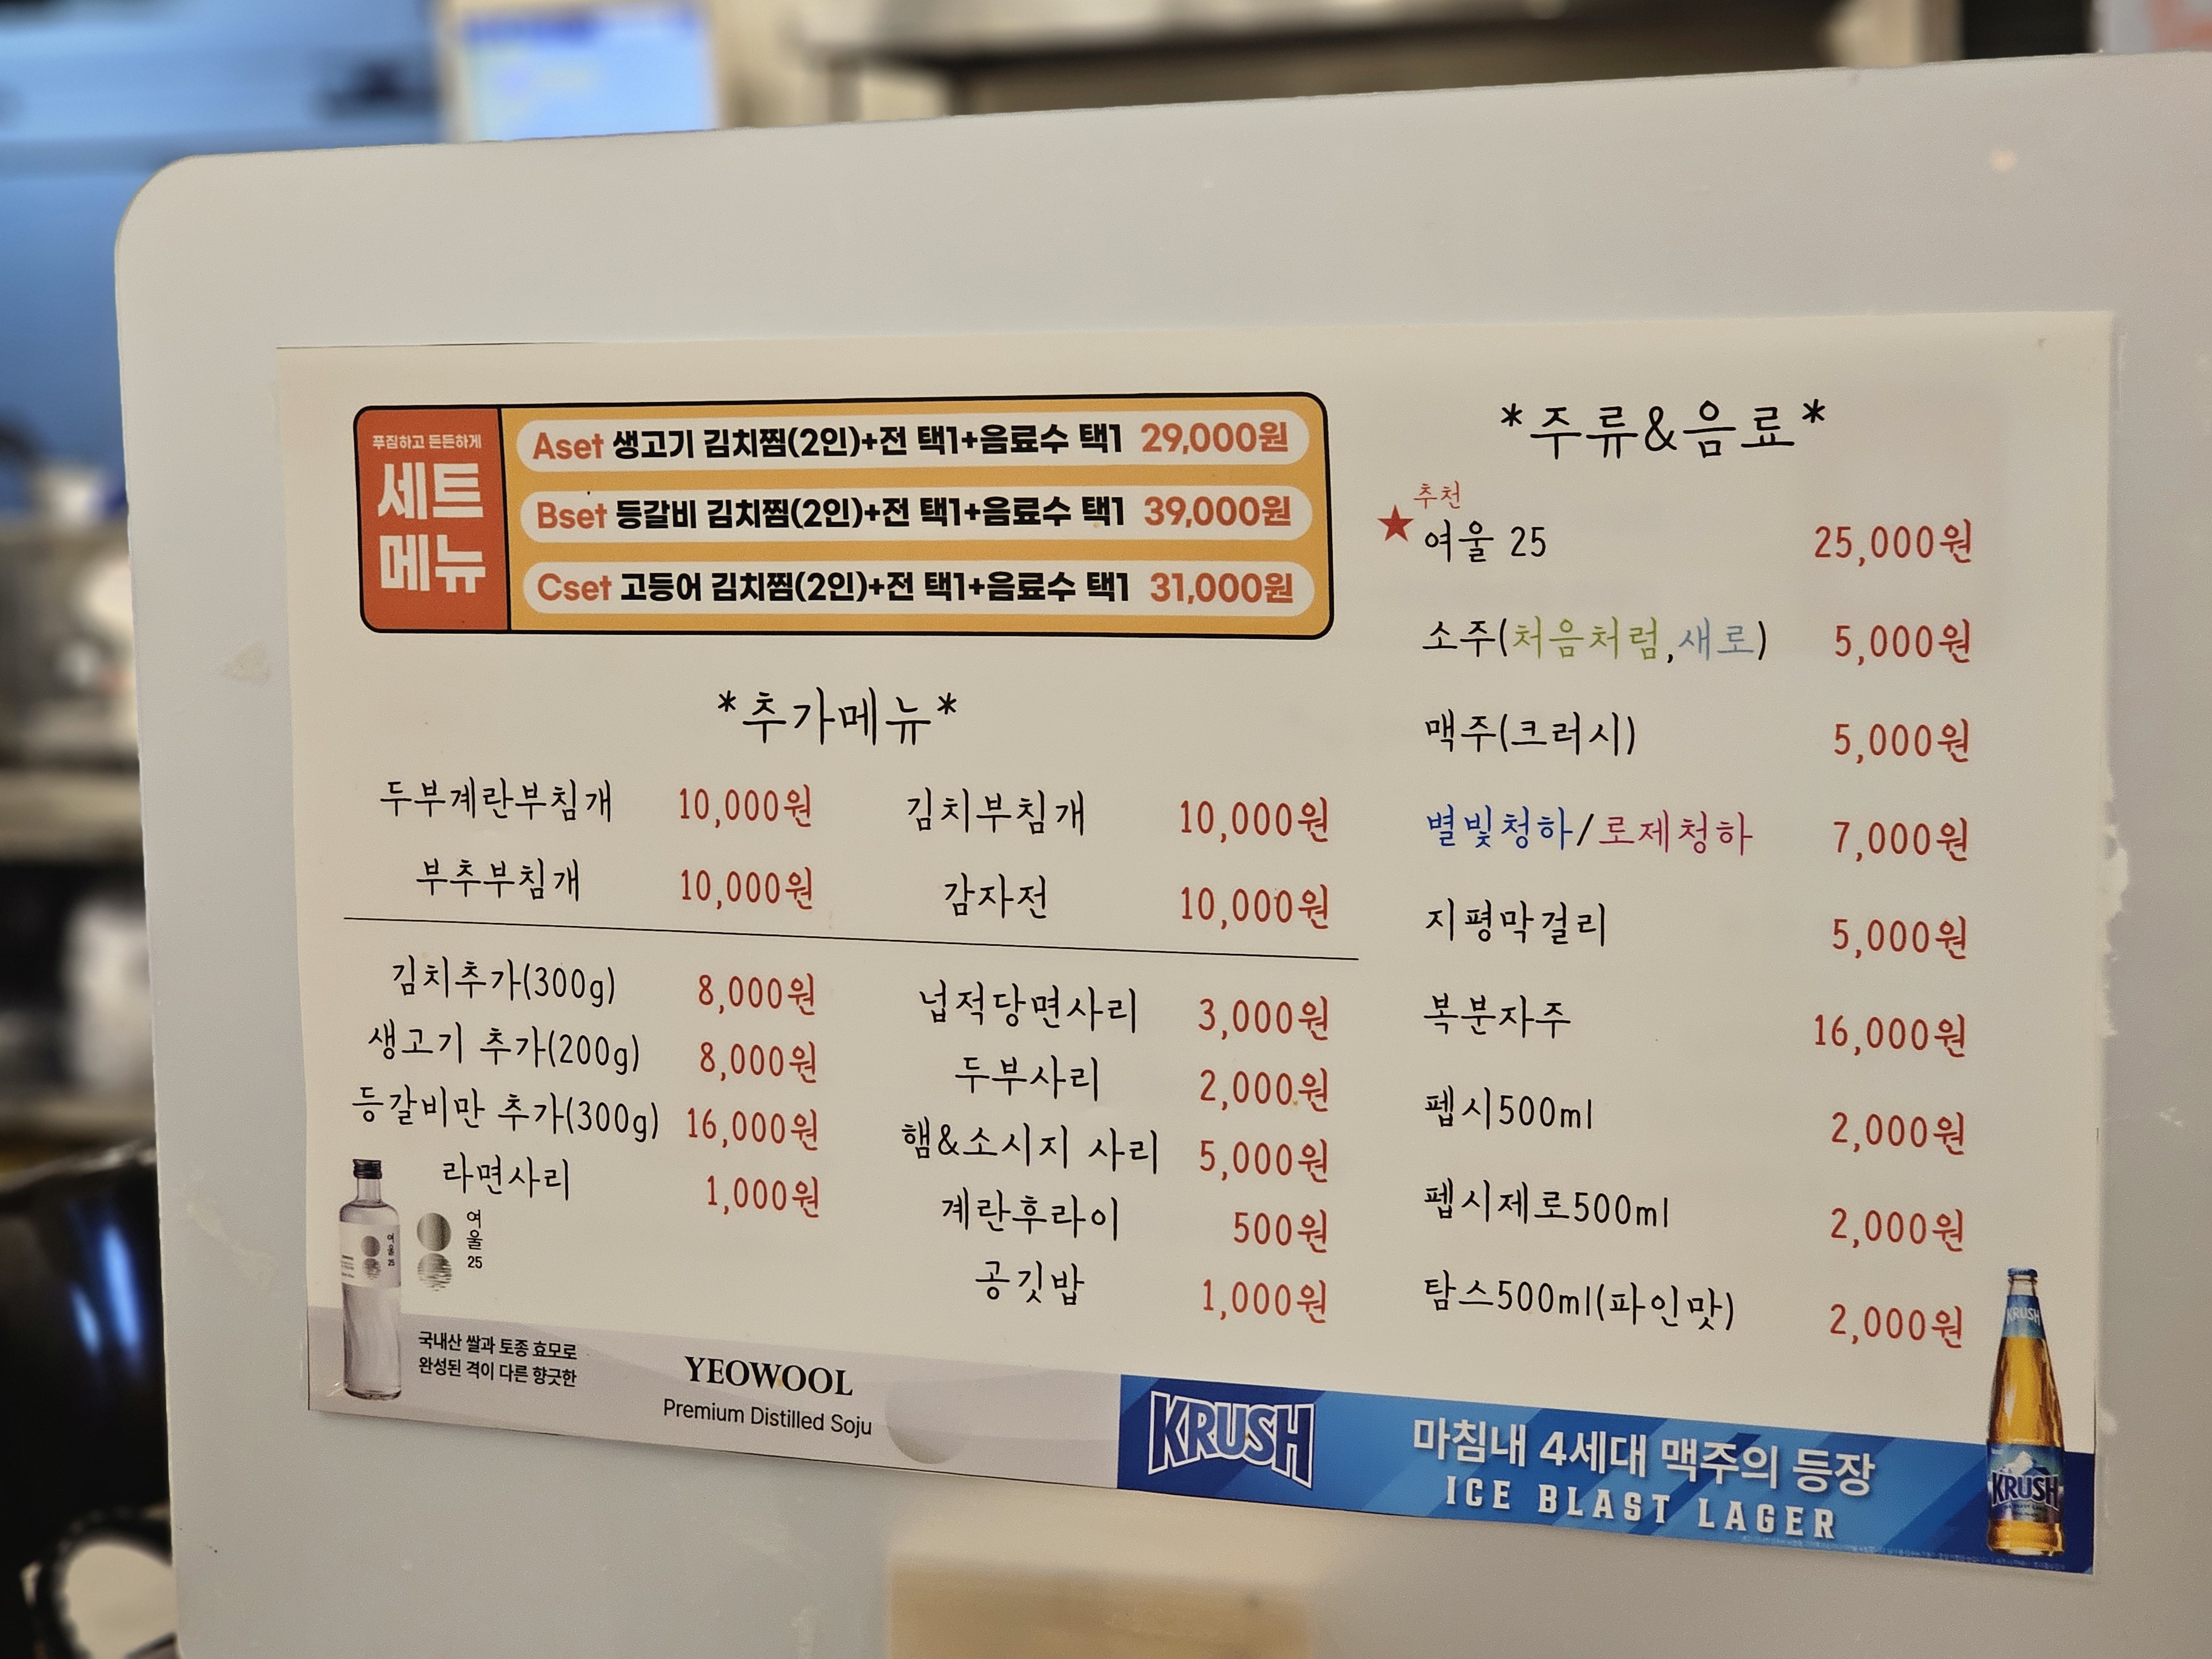 푸짐하고 든든하게
세트
메뉴
Aset 생고기 김치찜(2인)+전 택1+음료수 택1 29,000원
Bset 등갈비 김치찜(2인)+전 택1+음료수 택1 39,000원
Cset 고등어 김치찜(2인)+전 택1+음료수 택1 31,000원
*추가메뉴*
두부계란부침개 10,000원 김치부침개 10,000원
부추부침개 10,000원 감자전 10,000원
김치추가(300g) 8,000원
생고기 추가(200g) 8,000원
등갈비만 추가(300g) 16,000원
라면사리 1,000원
넙적당면사리 3,000원
두부사리 2,000원
햄&소시지 사리 5,000원
계란후라이 500원
공깃밥 1,000원
*주류&음료*
추천
★여울 25 25,000원
소주(처음처럼,새로) 5,000원
맥주(크러시) 5,000원
별빛청하/로제청하 7,000원
지평막걸리 5,000원
복분자주 16,000원
펩시500ml 2,000원
펩시제로500ml 2,000원
탐스500ml(파인맛) 2,000원
여울
25
여울
25
국내산 쌀과 토종 효모로
완성된 격이 다른 향긋한
YEOWOOL
Premium Distilled Soju
KRUSH
마침내 4세대 맥주의 등장
ICE BLAST LAGER
KRUSH
KRUSH